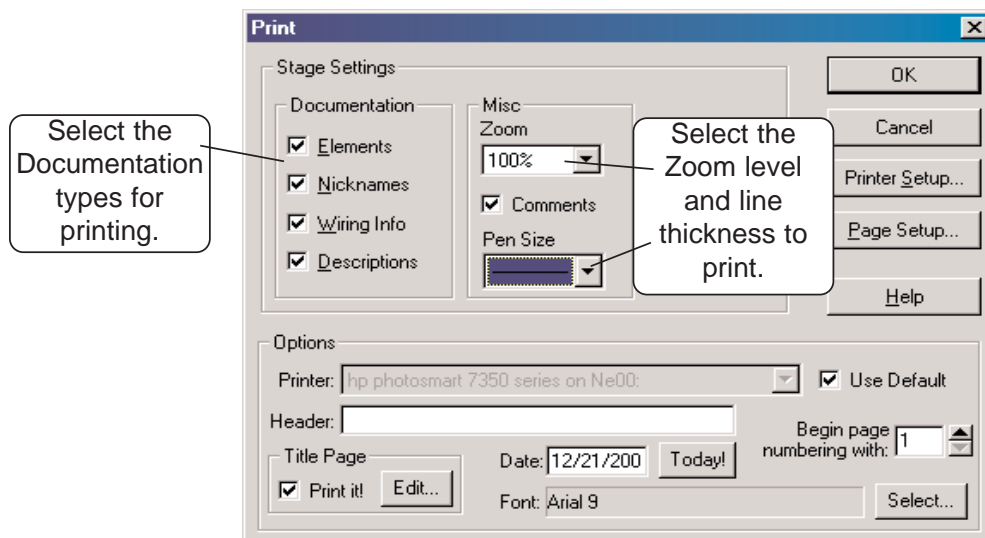 Print
Stage Settings
Documentation
Elements
Nicknames
Wiring Info
Descriptions
Misc
Zoom
100%
Comments
Pen Size
OK
Cancel
Printer Setup...
Page Setup...
Help
Select the
Documentation
types for
printing.
Select the
Zoom level
and line
thickness to
print.
Options
Printer: hp photosmart 7350 series on Ne00:
Use Default
Header:
Begin page
numbering with: 1
Title Page
Print it!
Edit...
Date: 12/21/200
Today!
Font: Arial 9
Select...